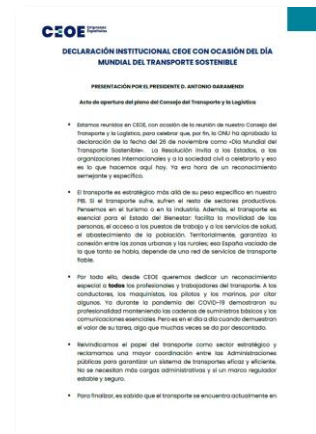 CEOE Empresas Españolas
DECLARACIÓN INSTITUCIONAL CEOE CON OCASIÓN DEL DÍA
MUNDIAL DEL TRANSPORTE SOSTENIBLE
PRESENTACIÓN POR EL PRESIDENTE D. ANTONIO GARAMENDI
Acto de apertura del pleno del Consejo del Transporte y la Logística
• Estamos reunidos en CEOE, con ocasión de la reunión de nuestro Consejo del
Transporte y la Logística, para celebrar que, por fin, la ONU ha aprobado la
declaración de la fecha del 26 de noviembre como «Día Mundial del
Transporte Sostenible». La Resolución invita a los Estados, a las
organizaciones internacionales y a la sociedad civil a celebrarlo y eso
es lo que hacemos aquí hoy. Ya era hora de un reconocimiento
semejante y específico.
• El transporte es estratégico más allá de su peso específico en nuestro
PIB. Si el transporte sufre, sufren el resto de sectores productivos.
Pensemos en el turismo o en la industria. Además, el transporte es
esencial para el Estado del Bienestar: facilita la movilidad de las
personas, el acceso a los puestos de trabajo y a los servicios de salud,
el abastecimiento de la población. Territorialmente, garantiza la
conexión entre las zonas urbanas y las rurales; esa España vaciada de
la que tanto se habla, depende de una red de servicios de transporte
fiable.
• Por todo ello, desde CEOE queremos dedicar un reconocimiento
especial a todos los profesionales y trabajadores del transporte. A los
conductores, los maquinistas, los pilotos y los marinos, por citar
algunos. Ya durante la pandemia del COVID-19 demostraron su
profesionalidad manteniendo las cadenas de suministros básicos y las
comunicaciones esenciales. Pero es en el día a día cuando demuestran
el valor de su tarea, algo que muchas veces se da por descontado.
• Reivindicamos el papel del transporte como sector estratégico y
reclamamos una mayor coordinación entre las Administraciones
públicas para garantizar un sistema de transportes eficaz y eficiente.
No se necesitan más cargas administrativas y sí un marco regulador
estable y seguro.
• Para finalizar, es sabido que el transporte se encuentra actualmente en